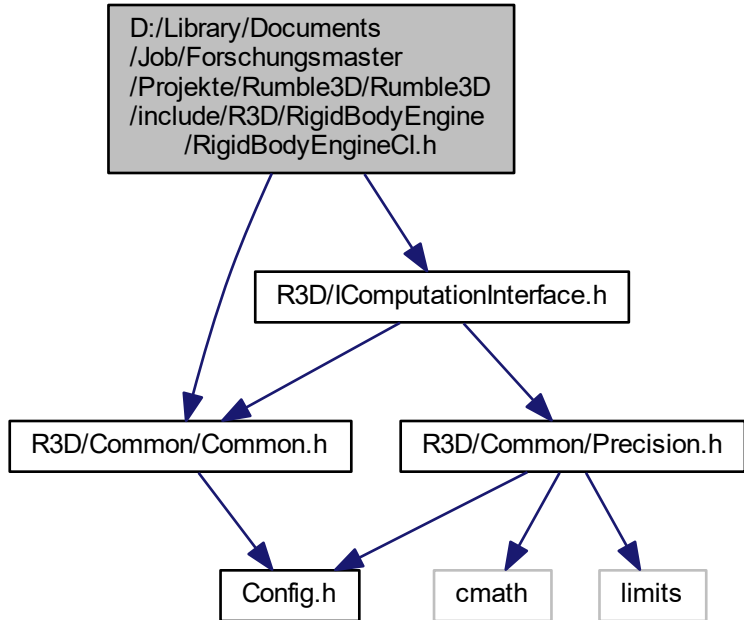 D:/Library/Documents
/Job/Forschungsmaster
/Projekte/Rumble3D/Rumble3D
/include/R3D/RigidBodyEngine
/RigidBodyEngineCI.h
R3D/IComputationInterface.h
R3D/Common/Common.h
R3D/Common/Precision.h
Config.h
cmath
limits